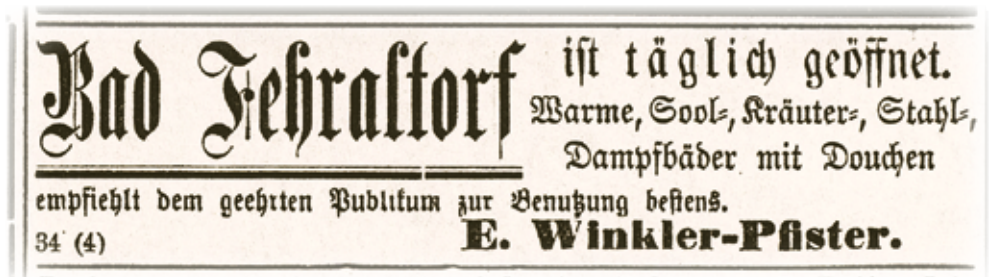 Bad Fehraltorf
ist täglich geöffnet.
Warme, Sool-, Kräuter-, Stahl-,
Dampfbäder mit Douchen
empfiehlt dem geehrten Publikum zur Benutzung bestens.
34 (4)
E. Winkler-Pfister.